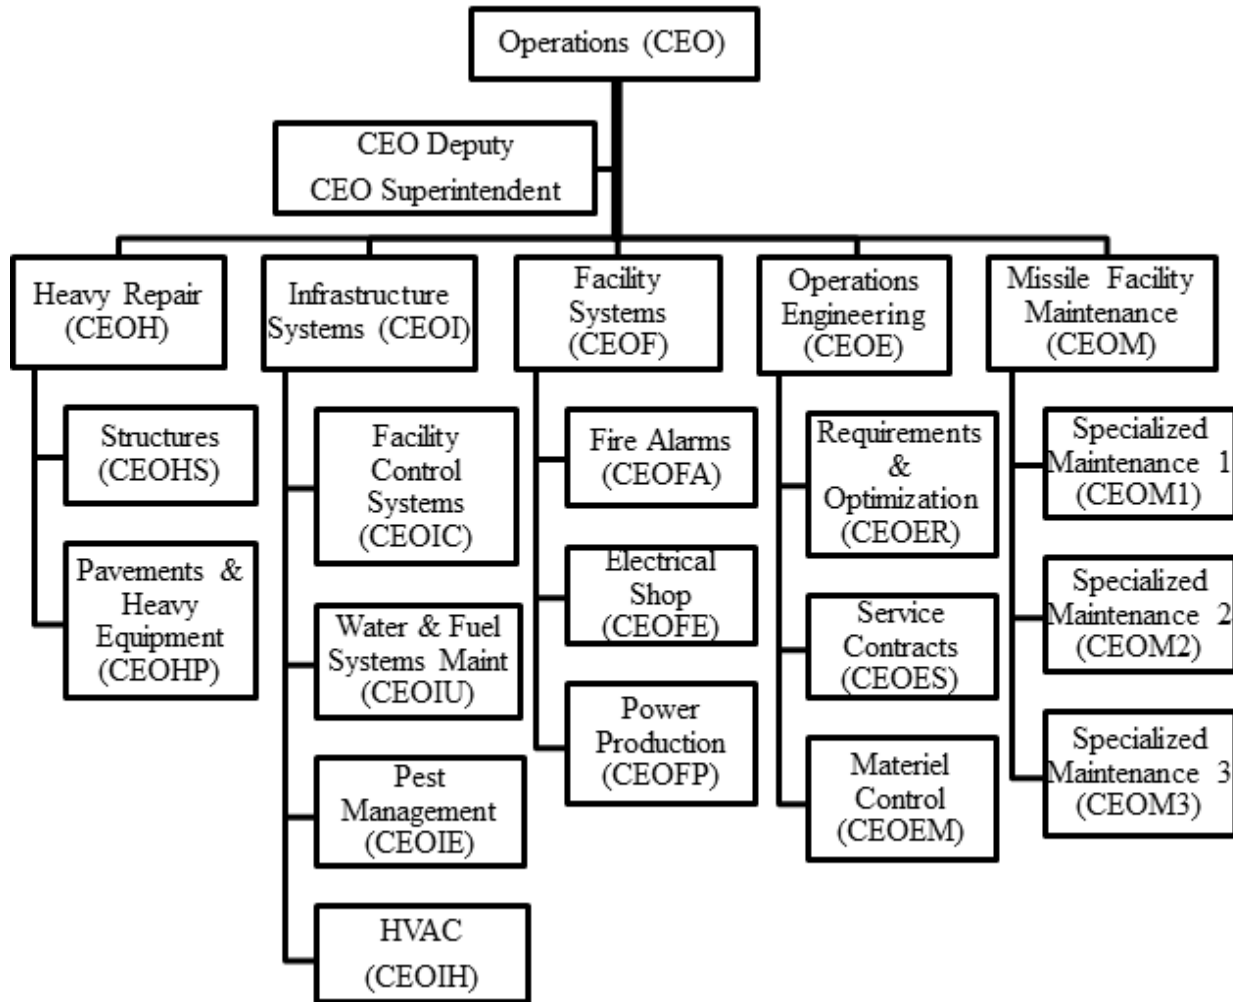 Operations (CEO)
CEO Deputy
CEO Superintendent
Heavy Repair
(CEOH)
Infrastructure
Systems (CEOI)
Facility
Systems
(CEOF)
Operations
Engineering
(CEOE)
Missile Facility
Maintenance
(CEOM)
Structures
(CEOHS)
Pavements &
Heavy
Equipment
(CEOHP)
Facility
Control
Systems
(CEOIC)
Water & Fuel
Systems Maint
(CEOIU)
Pest
Management
(CEOIE)
HVAC
(CEOIH)
Fire Alarms
(CEOFA)
Electrical
Shop
(CEOFE)
Power
Production
(CEOFP)
Requirements
&
Optimization
(CEOER)
Service
Contracts
(CEOES)
Materiel
Control
(CEOEM)
Specialized
Maintenance 1
(CEOM1)
Specialized
Maintenance 2
(CEOM2)
Specialized
Maintenance 3
(CEOM3)